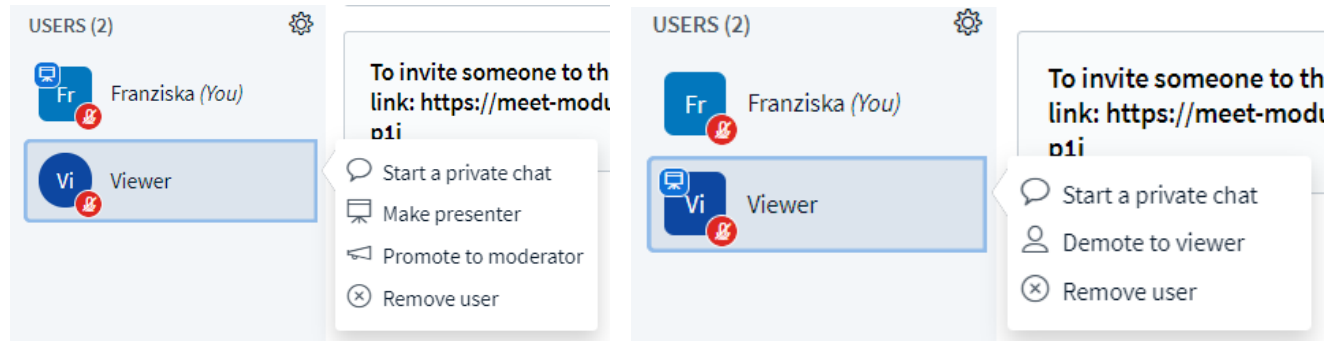 USERS (2)
Fr Franziska (You)
Vi Viewer
To invite someone to th
link: https://meet-modu
p1j
Start a private chat
Make presenter
Promote to moderator
Remove user
USERS (2)
Fr Franziska (You)
Vi Viewer
To invite someone to th
link: https://meet-modu
p1j
Start a private chat
Demote to viewer
Remove user